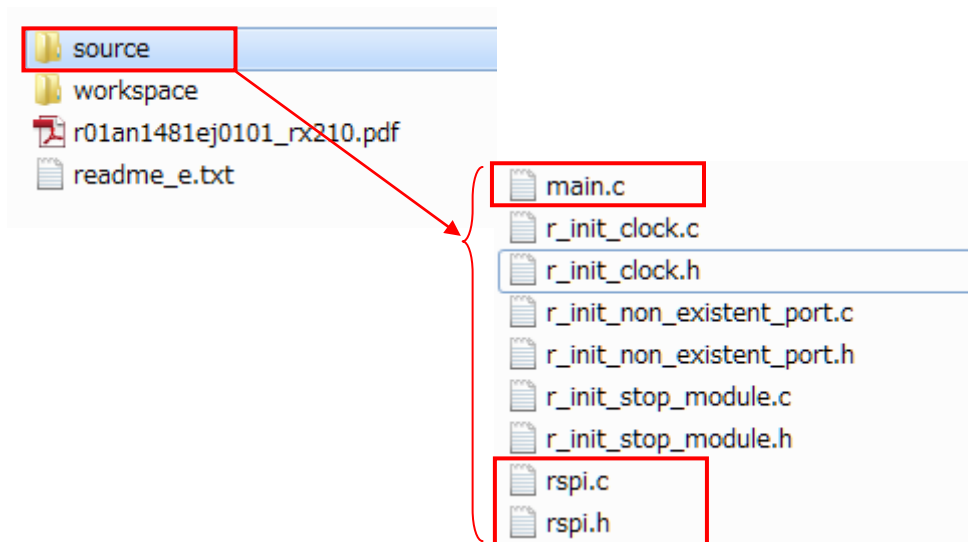 source
workspace
r01an1481ej0101_rx210.pdf
readme_e.txt
main.c
r_init_clock.c
r_init_clock.h
r_init_non_existent_port.c
r_init_non_existent_port.h
r_init_stop_module.c
r_init_stop_module.h
rspi.c
rspi.h